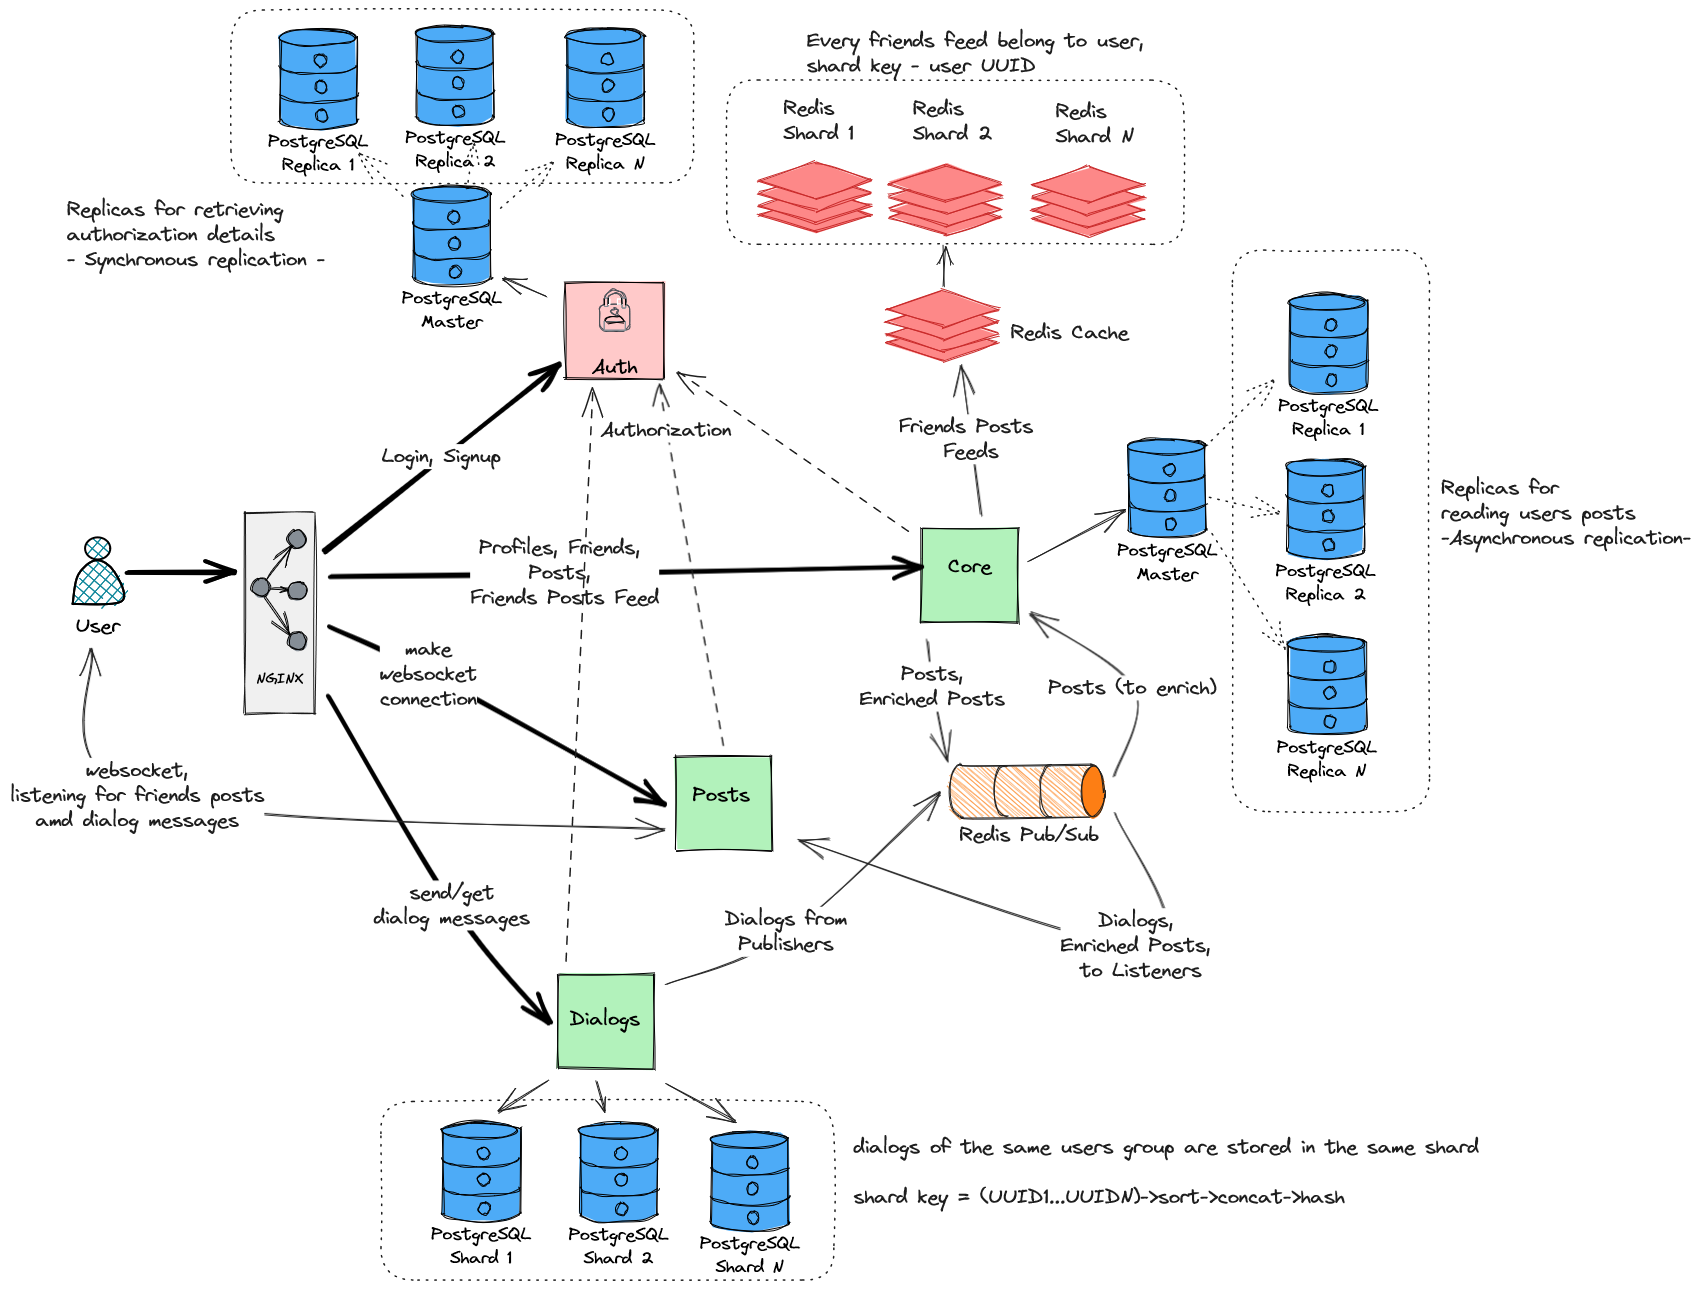 PostgreSQL
Replica 1
PostgreSQL
Replica 2
PostgreSQL
Replica N
Replicas for retrieving
authorization details
- Synchronous replication -
PostgreSQL
Master
Auth
Every friends feed belong to user,
shard key - user UUID
Redis
Shard 1
Redis
Shard 2
Redis
Shard N
Redis Cache
Friends Posts
Feeds
Authorization
Login, Signup
PostgreSQL
Replica 1
PostgreSQL
Replica 2
PostgreSQL
Replica N
PostgreSQL
Master
Replicas for
reading users posts
-Asynchronous replication-
User
NGINX
Profiles, Friends,
Posts,
Friends Posts Feed
Core
make
websocket
connection
Posts,
Enriched Posts
Posts (to enrich)
websocket,
listening for friends posts
amd dialog messages
Posts
Redis Pub/Sub
send/get
dialog messages
Dialogs from
Publishers
Dialogs,
Enriched Posts,
to Listeners
Dialogs
PostgreSQL
Shard 1
PostgreSQL
Shard 2
PostgreSQL
Shard N
dialogs of the same users group are stored in the same shard
shard key = (UUID1...UUIDN)->sort->concat->hash